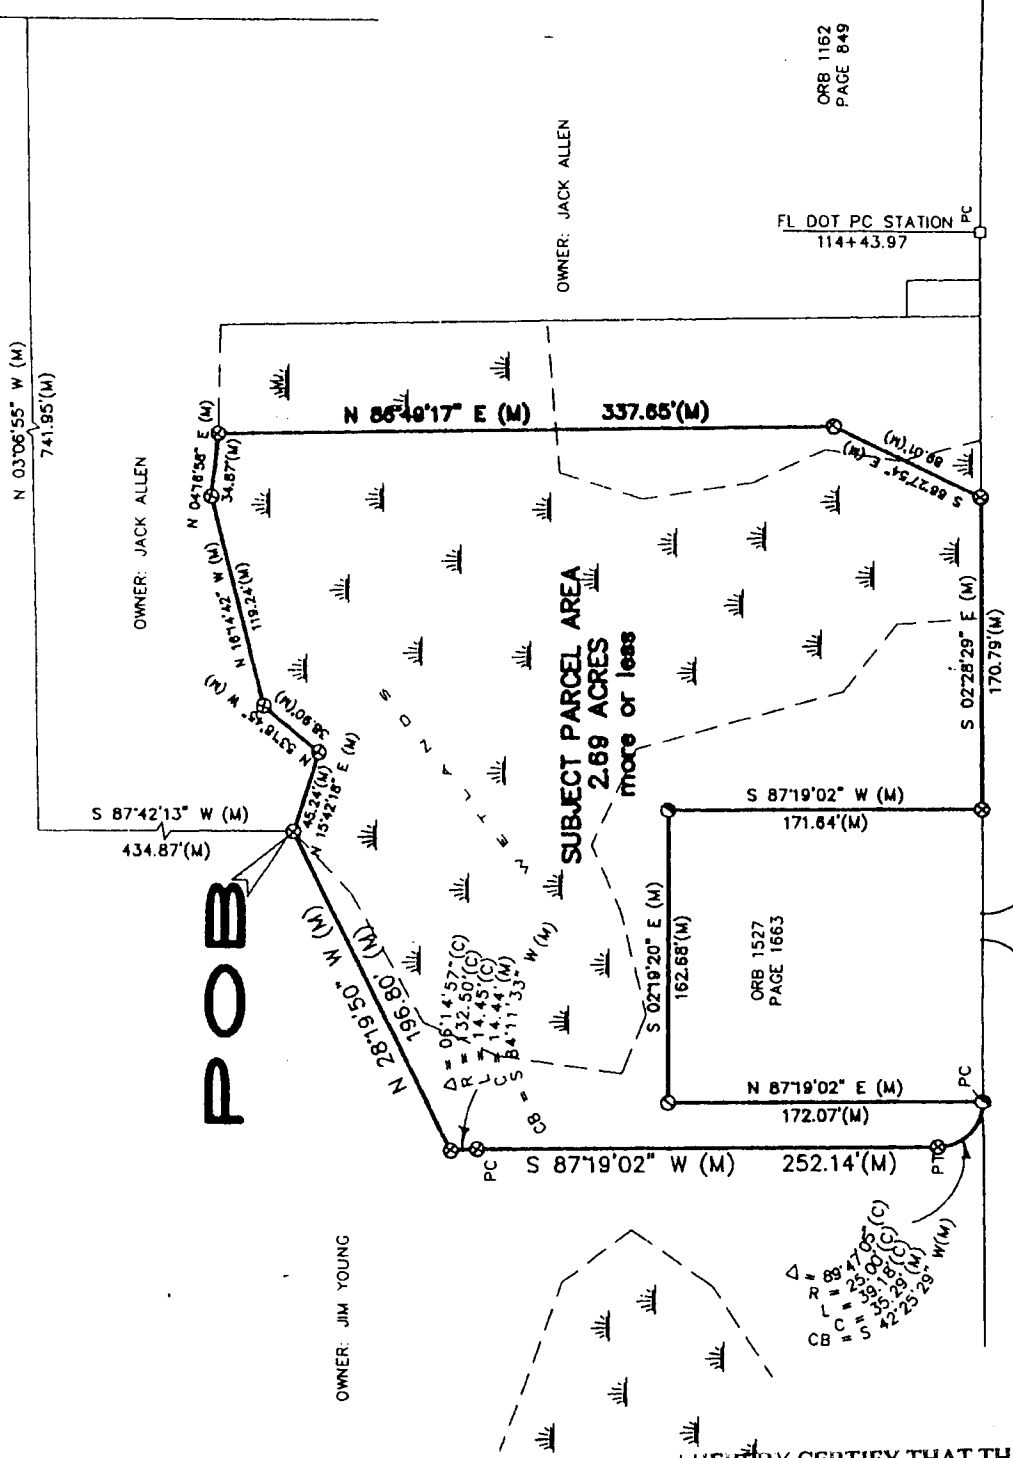 N 03°06'55" W (M)
741.95'(M)
OWNER: JACK ALLEN
S 87°42'13" W (M)
434.87'(M)
POB
N 04°18'58" E (M)
34.87'(M)
N 16°14'42" W (M)
119.24'(M)
N 53°18'45" W (M)
38.90'(M)
45.24'(M)
N 15°42'18" E (M)
N 28°19'50" W (M)
196.80' (M)
N 86°49'17" E (M)
337.65'(M)
OWNER: JACK ALLEN
ORB 1162
PAGE 849
FL DOT PC STATION
114+43.97
PC
S 66°27'54" E (M)
89.01'(M)
WETLANDS
SUBJECT PARCEL AREA
2.69 ACRES
more or less
S 02°28'29" E (M)
170.79'(M)
S 87°19'02" W (M)
171.64'(M)
S 02°19'20" E (M)
162.68'(M)
ORB 1527
PAGE 1663
N 87°19'02" E (M)
172.07'(M)
PC
Δ = 06°14'57"(C)
R = 132.50'(C)
L = 14.45'(C)
C = 14.44' (M)
CB = S 84°11'33" W(M)
PC
S 87°19'02" W (M)
252.14'(M)
PT
Δ = 89°47'05"(C)
R = 25.00'(C)
L = 39.18'(C)
C = 35.29'(M)
CB = S 42°25'29" W(M)
OWNER: JIM YOUNG
CERTIFY THAT TH